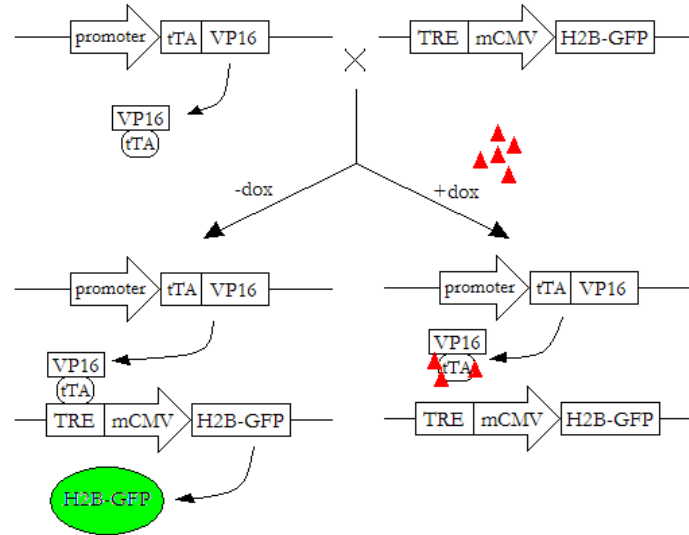 promoter tTA VP16
TRE mCMV H2B-GFP
VP16
tTA
-dox
+dox
promoter tTA VP16
VP16
tTA
TRE mCMV H2B-GFP
H2B-GFP
promoter tTA VP16
VP16
tTA
TRE mCMV H2B-GFP